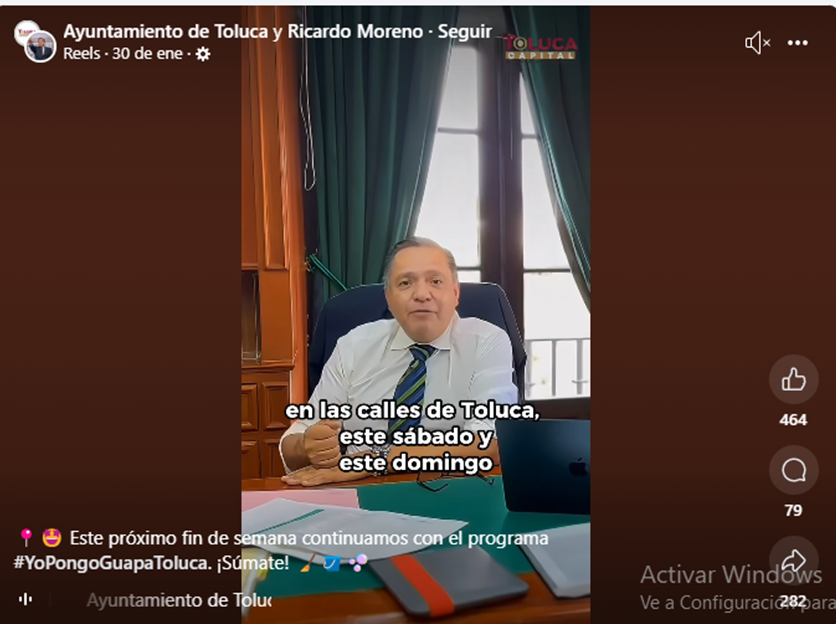 Ayuntamiento de Toluca y Ricardo Moreno · Seguir
Reels · 30 de ene ·
TOLUCA
CAPITAL
en las calles de Toluca,
este sábado y
este domingo
464
79
📍 🤩 Este próximo fin de semana continuamos con el programa
#YoPongoGuapaToluca. ¡Súmate! 🖌️ 🪣 🫧
Activar Windows
Ve a Configuración para
282
Ayuntamiento de Toluc